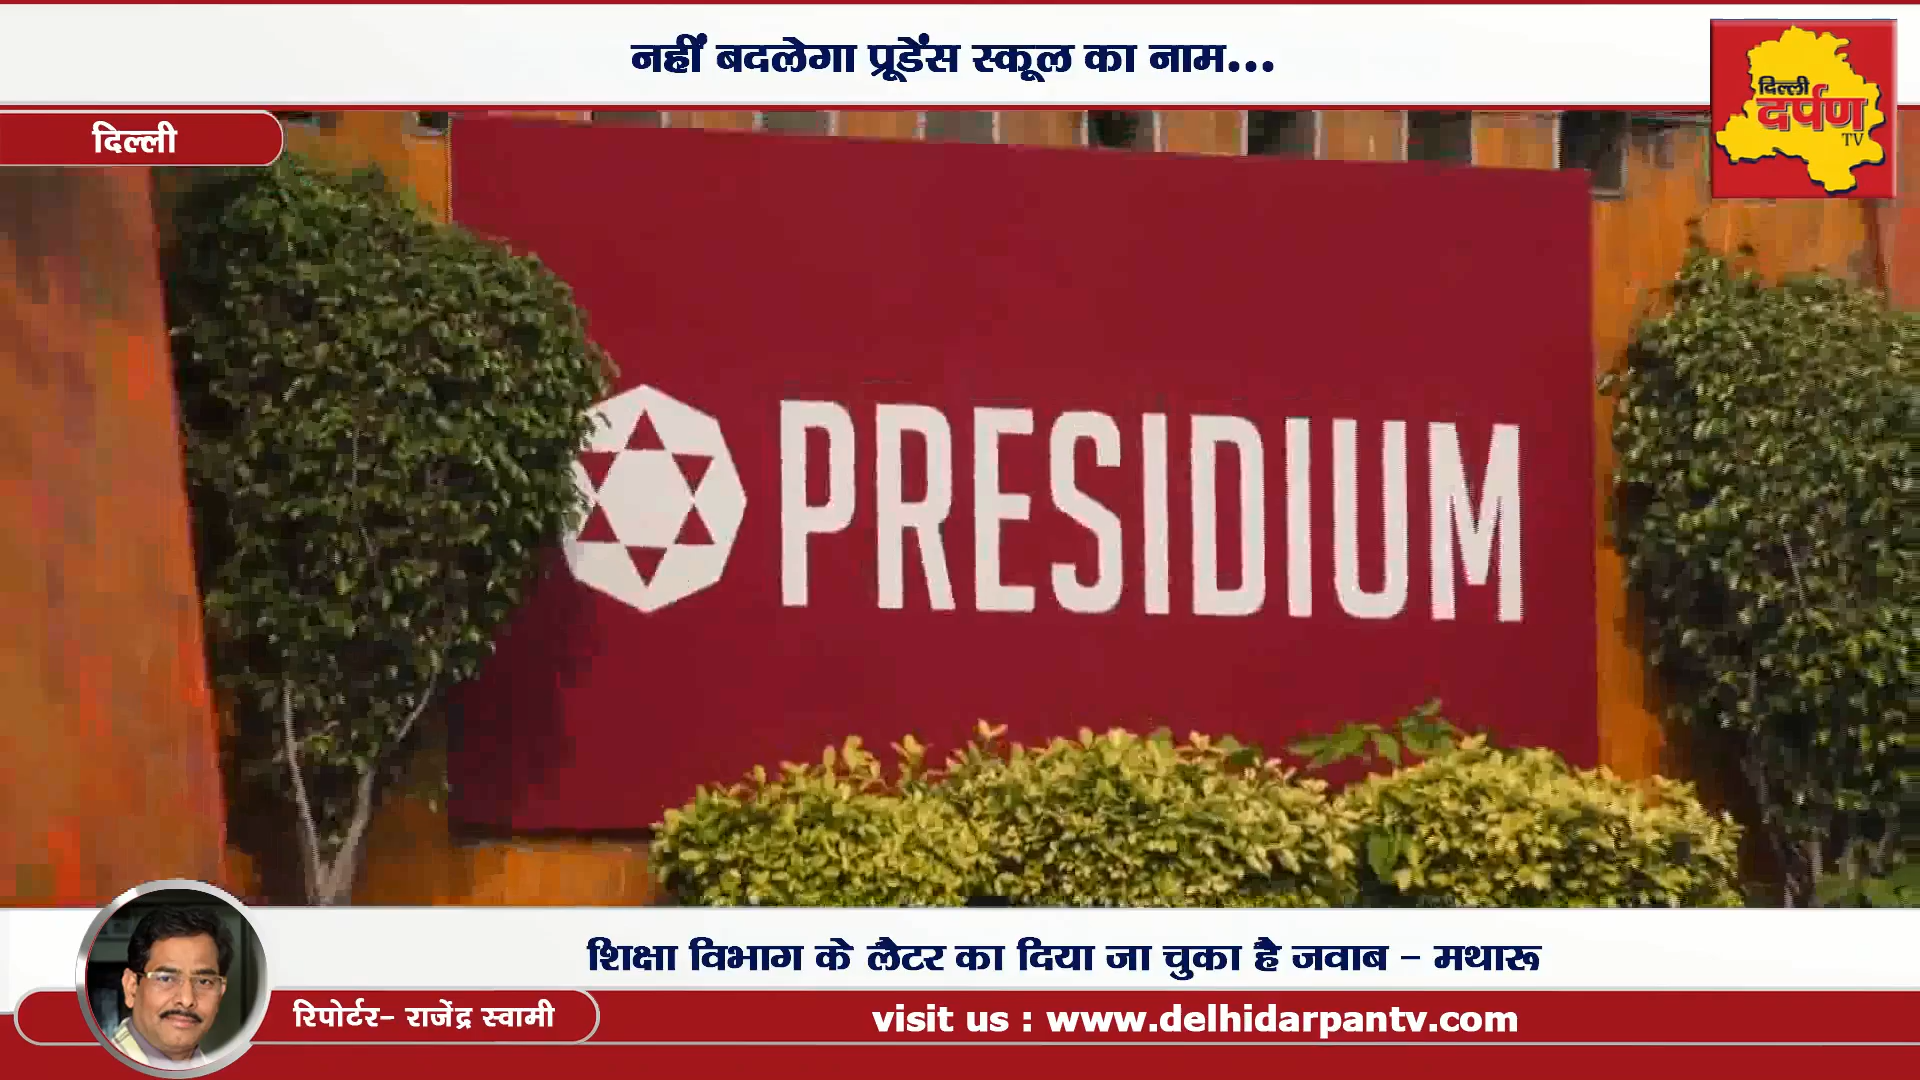 नहीं बदलेगा प्रूडेंस स्कूल का नाम...
दिल्ली
दर्पण
TV
दिल्ली
PRESIDIUM
शिक्षा विभाग के लैटर का दिया जा चुका है जवाब - मथारू
रिपोर्टर- राजेंद्र स्वामी
visit us : www.delhidarpantv.com